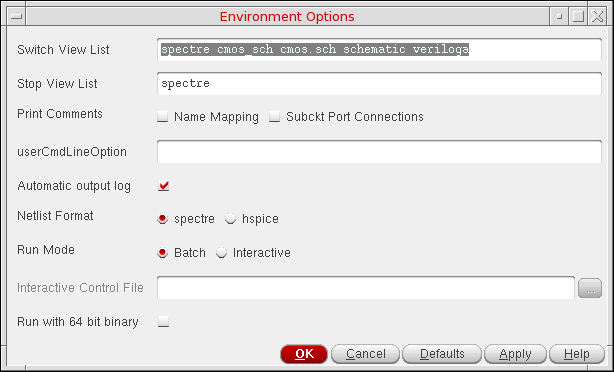 Environment Options
Switch View List spectre cmos_sch cmos.sch schematic veriloga
Stop View List spectre
Print Comments Name Mapping Subckt Port Connections
userCmdLineOption
Automatic output log
Netlist Format spectre hspice
Run Mode Batch Interactive
Interactive Control File ...
Run with 64 bit binary
OK Cancel Defaults Apply Help